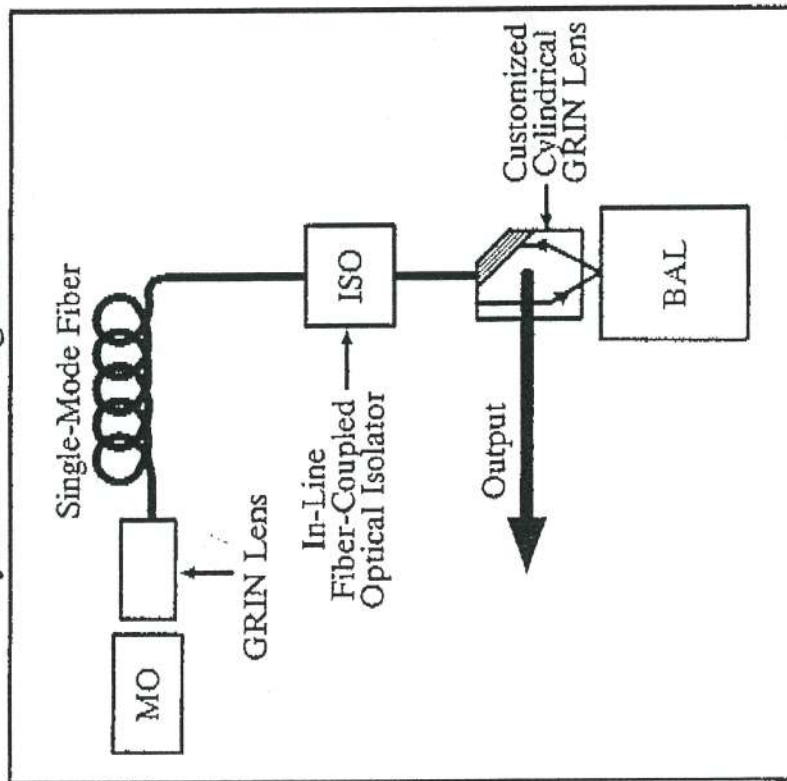 Single-Mode Fiber
MO
GRIN Lens
In-Line
Fiber-Coupled
Optical Isolator
ISO
Output
Customized
Cylindrical
GRIN Lens
BAL